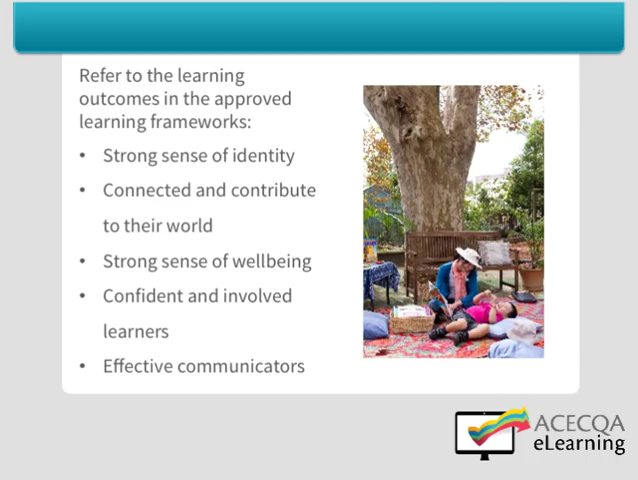 Refer to the learning
outcomes in the approved
learning frameworks:
• Strong sense of identity
• Connected and contribute
to their world
• Strong sense of wellbeing
• Confident and involved
learners
• Effective communicators
ACECQA
eLearning